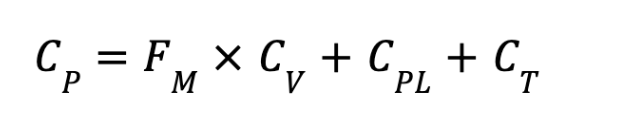 C_P = F_M × C_V + C_PL + C_T